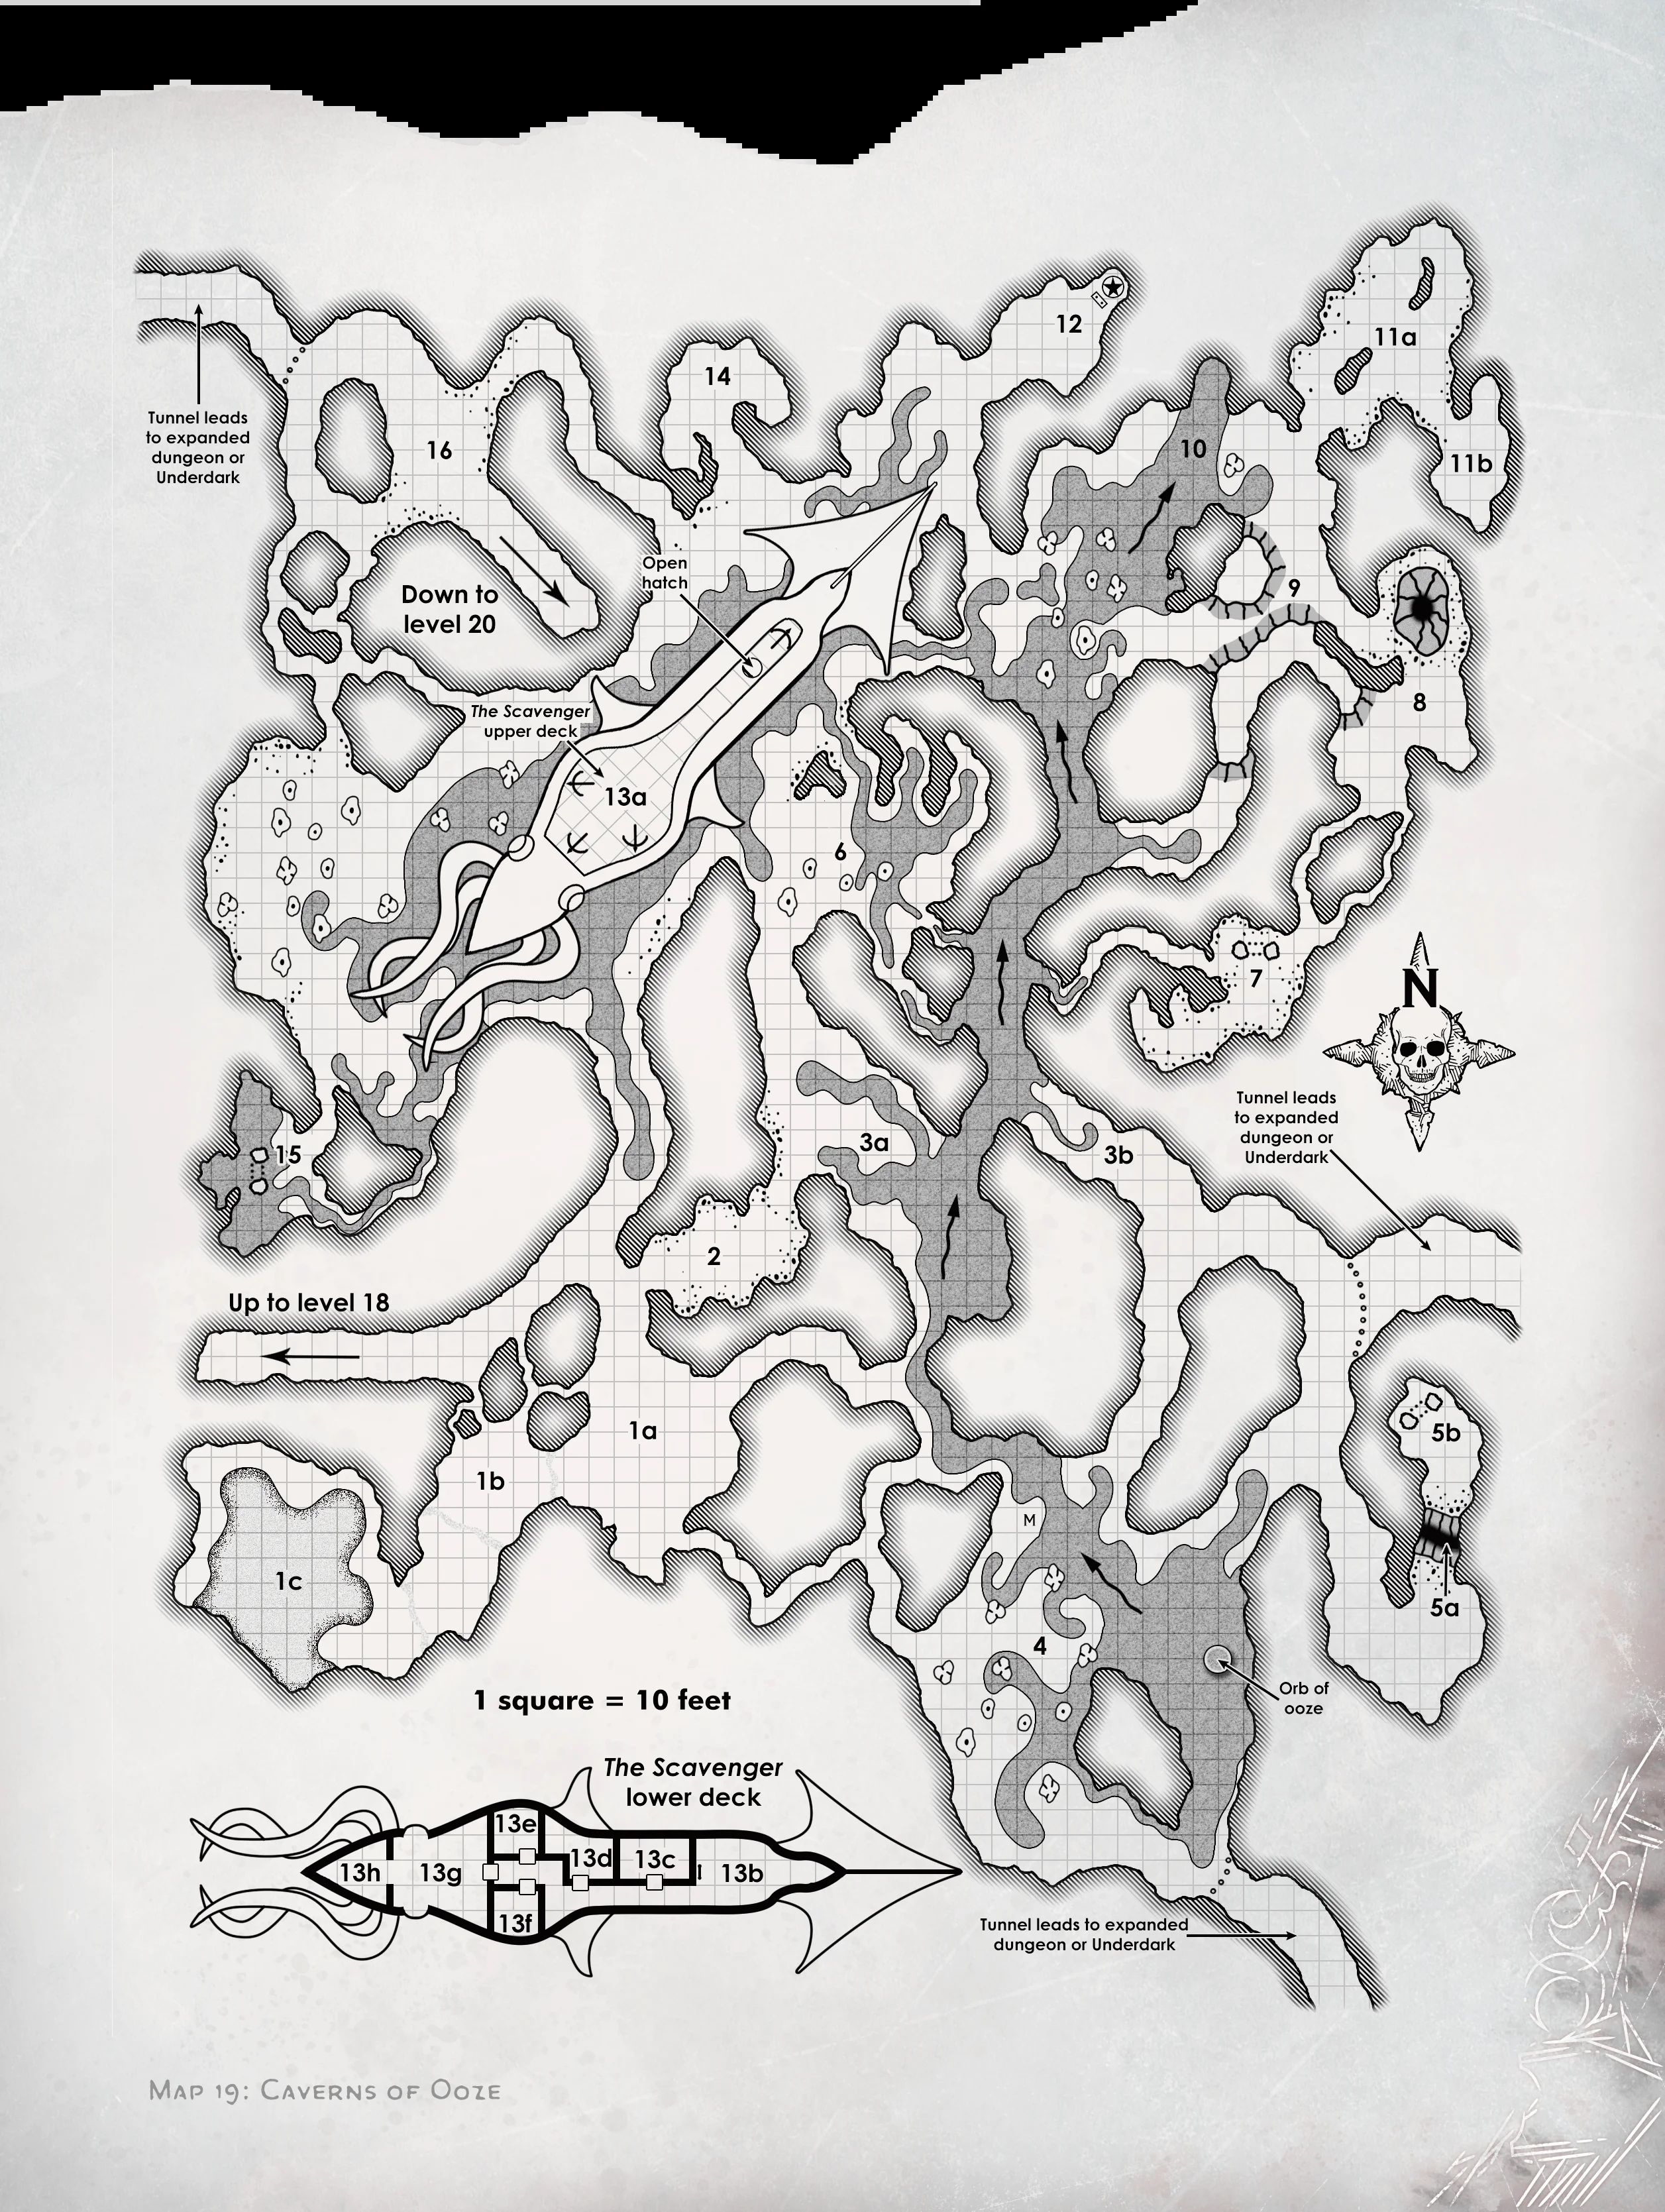 12
11a
14
Tunnel leads
to expanded
dungeon or
Underdark
16
10
11b
Open
hatch
Down to
level 20
9
8
The Scavenger
upper deck
13a
6
7
N
Tunnel leads
to expanded
dungeon or
Underdark
15
3a
3b
2
Up to level 18
1a
5b
1b
M
1c
5a
4
Orb of
ooze
1 square = 10 feet
The Scavenger
lower deck
13e
13d
13c
13h
13g
13b
13f
Tunnel leads to expanded
dungeon or Underdark
Map 19: Caverns of Ooze